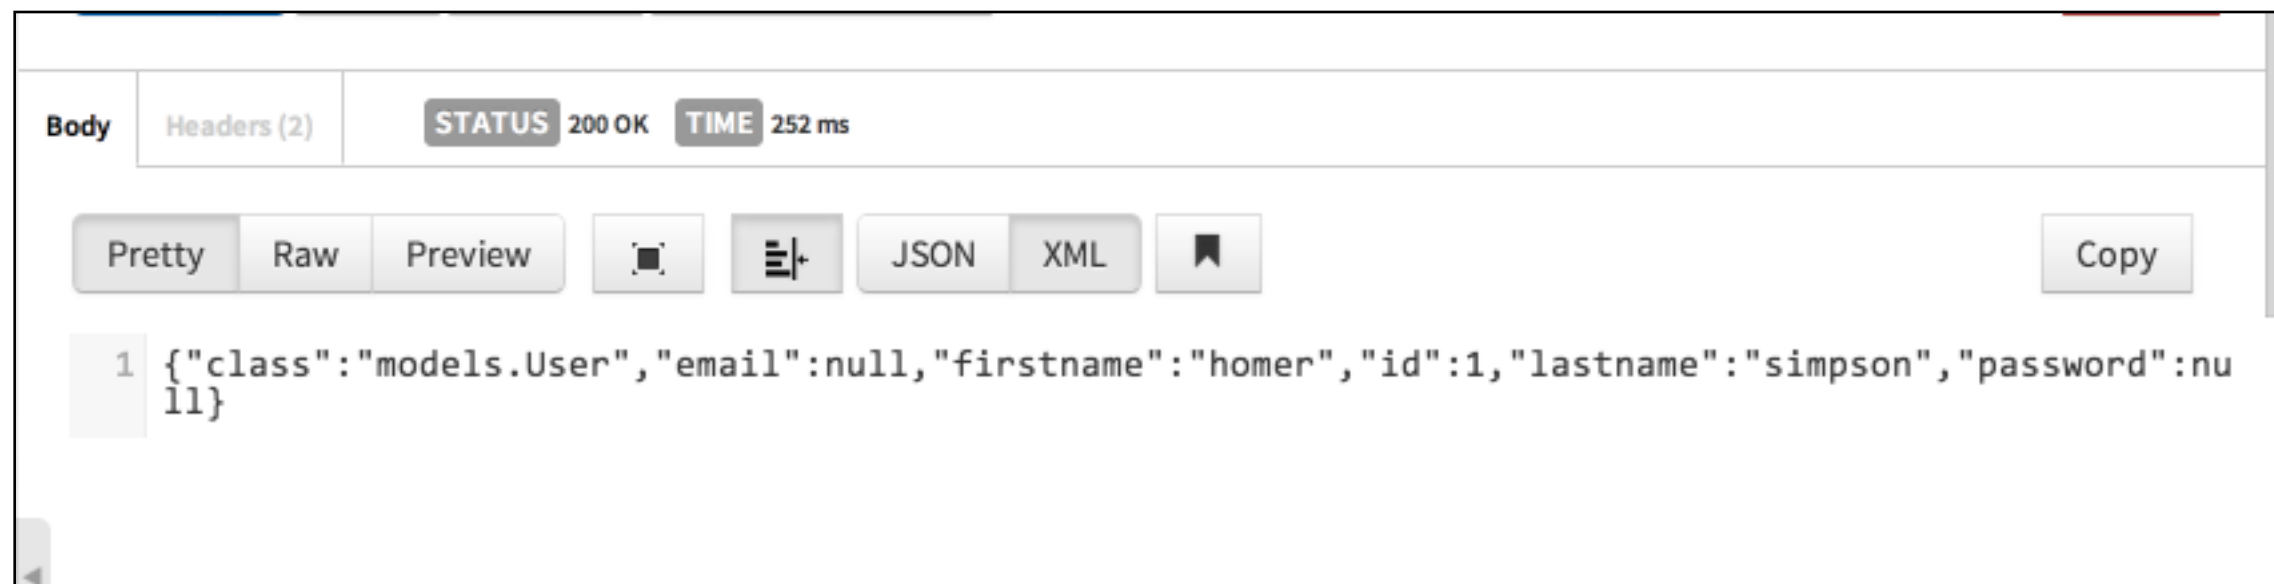 Body Headers (2) STATUS 200 OK TIME 252 ms
Pretty Raw Preview JSON XML Copy
1 {"class":"models.User","email":null,"firstname":"homer","id":1,"lastname":"simpson","password":nu
ll}